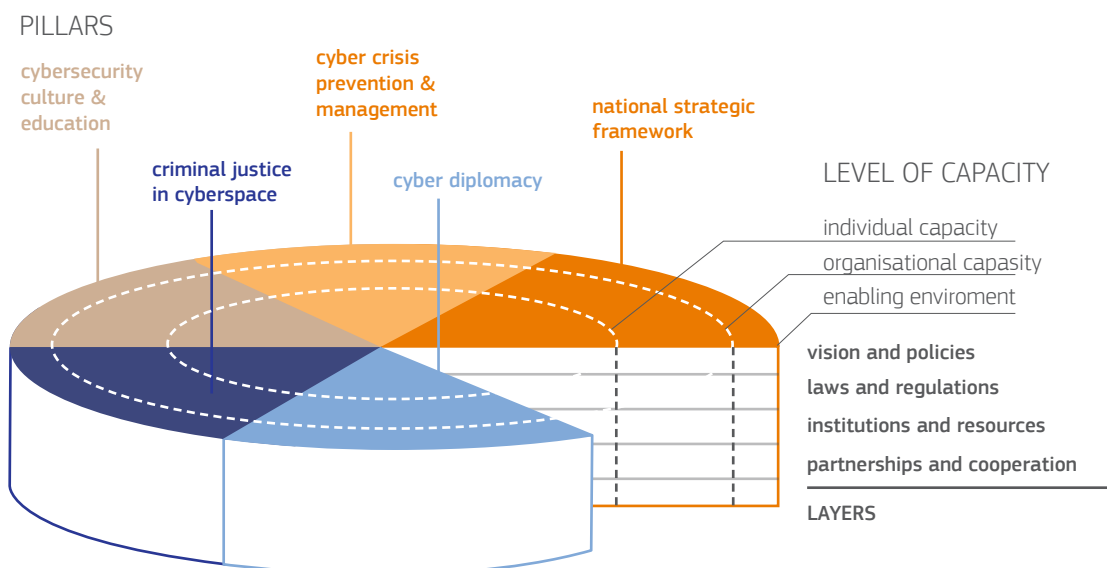 PILLARS
cybersecurity
culture &
education
cyber crisis
prevention &
management
national strategic
framework
criminal justice
in cyberspace
cyber diplomacy
LEVEL OF CAPACITY
individual capacity
organisational capasity
enabling enviroment
vision and policies
laws and regulations
institutions and resources
partnerships and cooperation
LAYERS